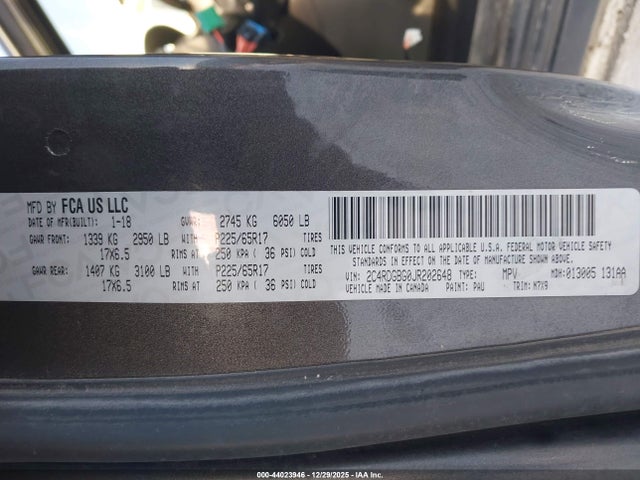 MFD BY FCA US LLC
DATE OF MFR(BUILT): 1-18 GVWR: 2745 KG 6050 LB
GAWR FRONT: 1339 KG 2950 LB WITH P225/65R17 TIRES
17X6.5 RIMS AT 250 KPA ( 36 PSI) COLD
GAWR REAR: 1407 KG 3100 LB WITH P225/65R17 TIRES
17X6.5 RIMS AT 250 KPA ( 36 PSI) COLD
THIS VEHICLE CONFORMS TO ALL APPLICABLE U.S.A. FEDERAL MOTOR VEHICLE SAFETY
STANDARDS IN EFFECT ON THE DATE OF MANUFACTURE SHOWN ABOVE.
VIN: 2C4RDGBG0JR202648 TYPE: MPV MDH: 013005 131AA
VEHICLE MADE IN CANADA PAINT: PAU TRIM: N7X9
000-44023946 | 12/29/2025 - IAA, Inc.